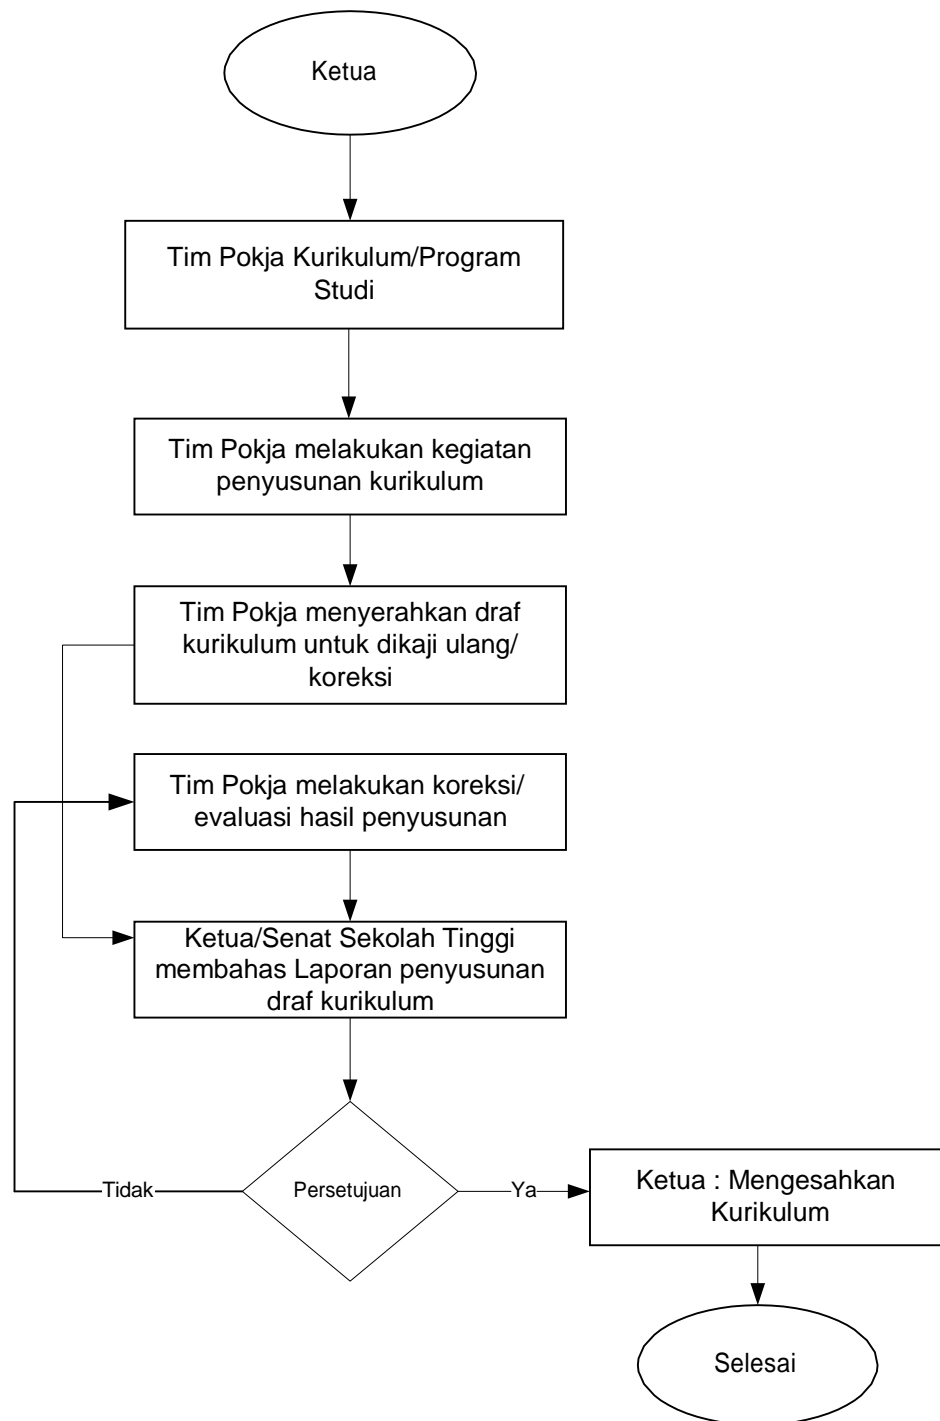 Ketua
Tim Pokja Kurikulum/Program
Studi
Tim Pokja melakukan kegiatan
penyusunan kurikulum
Tim Pokja menyerahkan draf
kurikulum untuk dikaji ulang/
koreksi
Tim Pokja melakukan koreksi/
evaluasi hasil penyusunan
Ketua/Senat Sekolah Tinggi
membahas Laporan penyusunan
draf kurikulum
Tidak
Persetujuan
Ya
Ketua : Mengesahkan
Kurikulum
Selesai